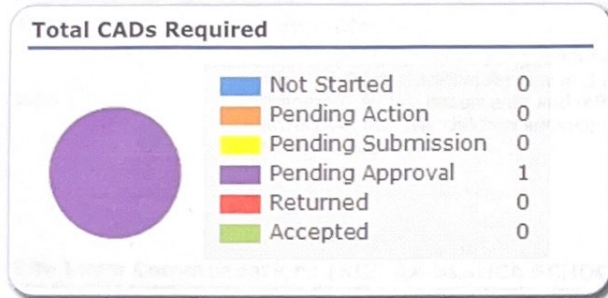 Total CADs Required
Not Started 0
Pending Action 0
Pending Submission 0
Pending Approval 1
Returned 0
Accepted 0